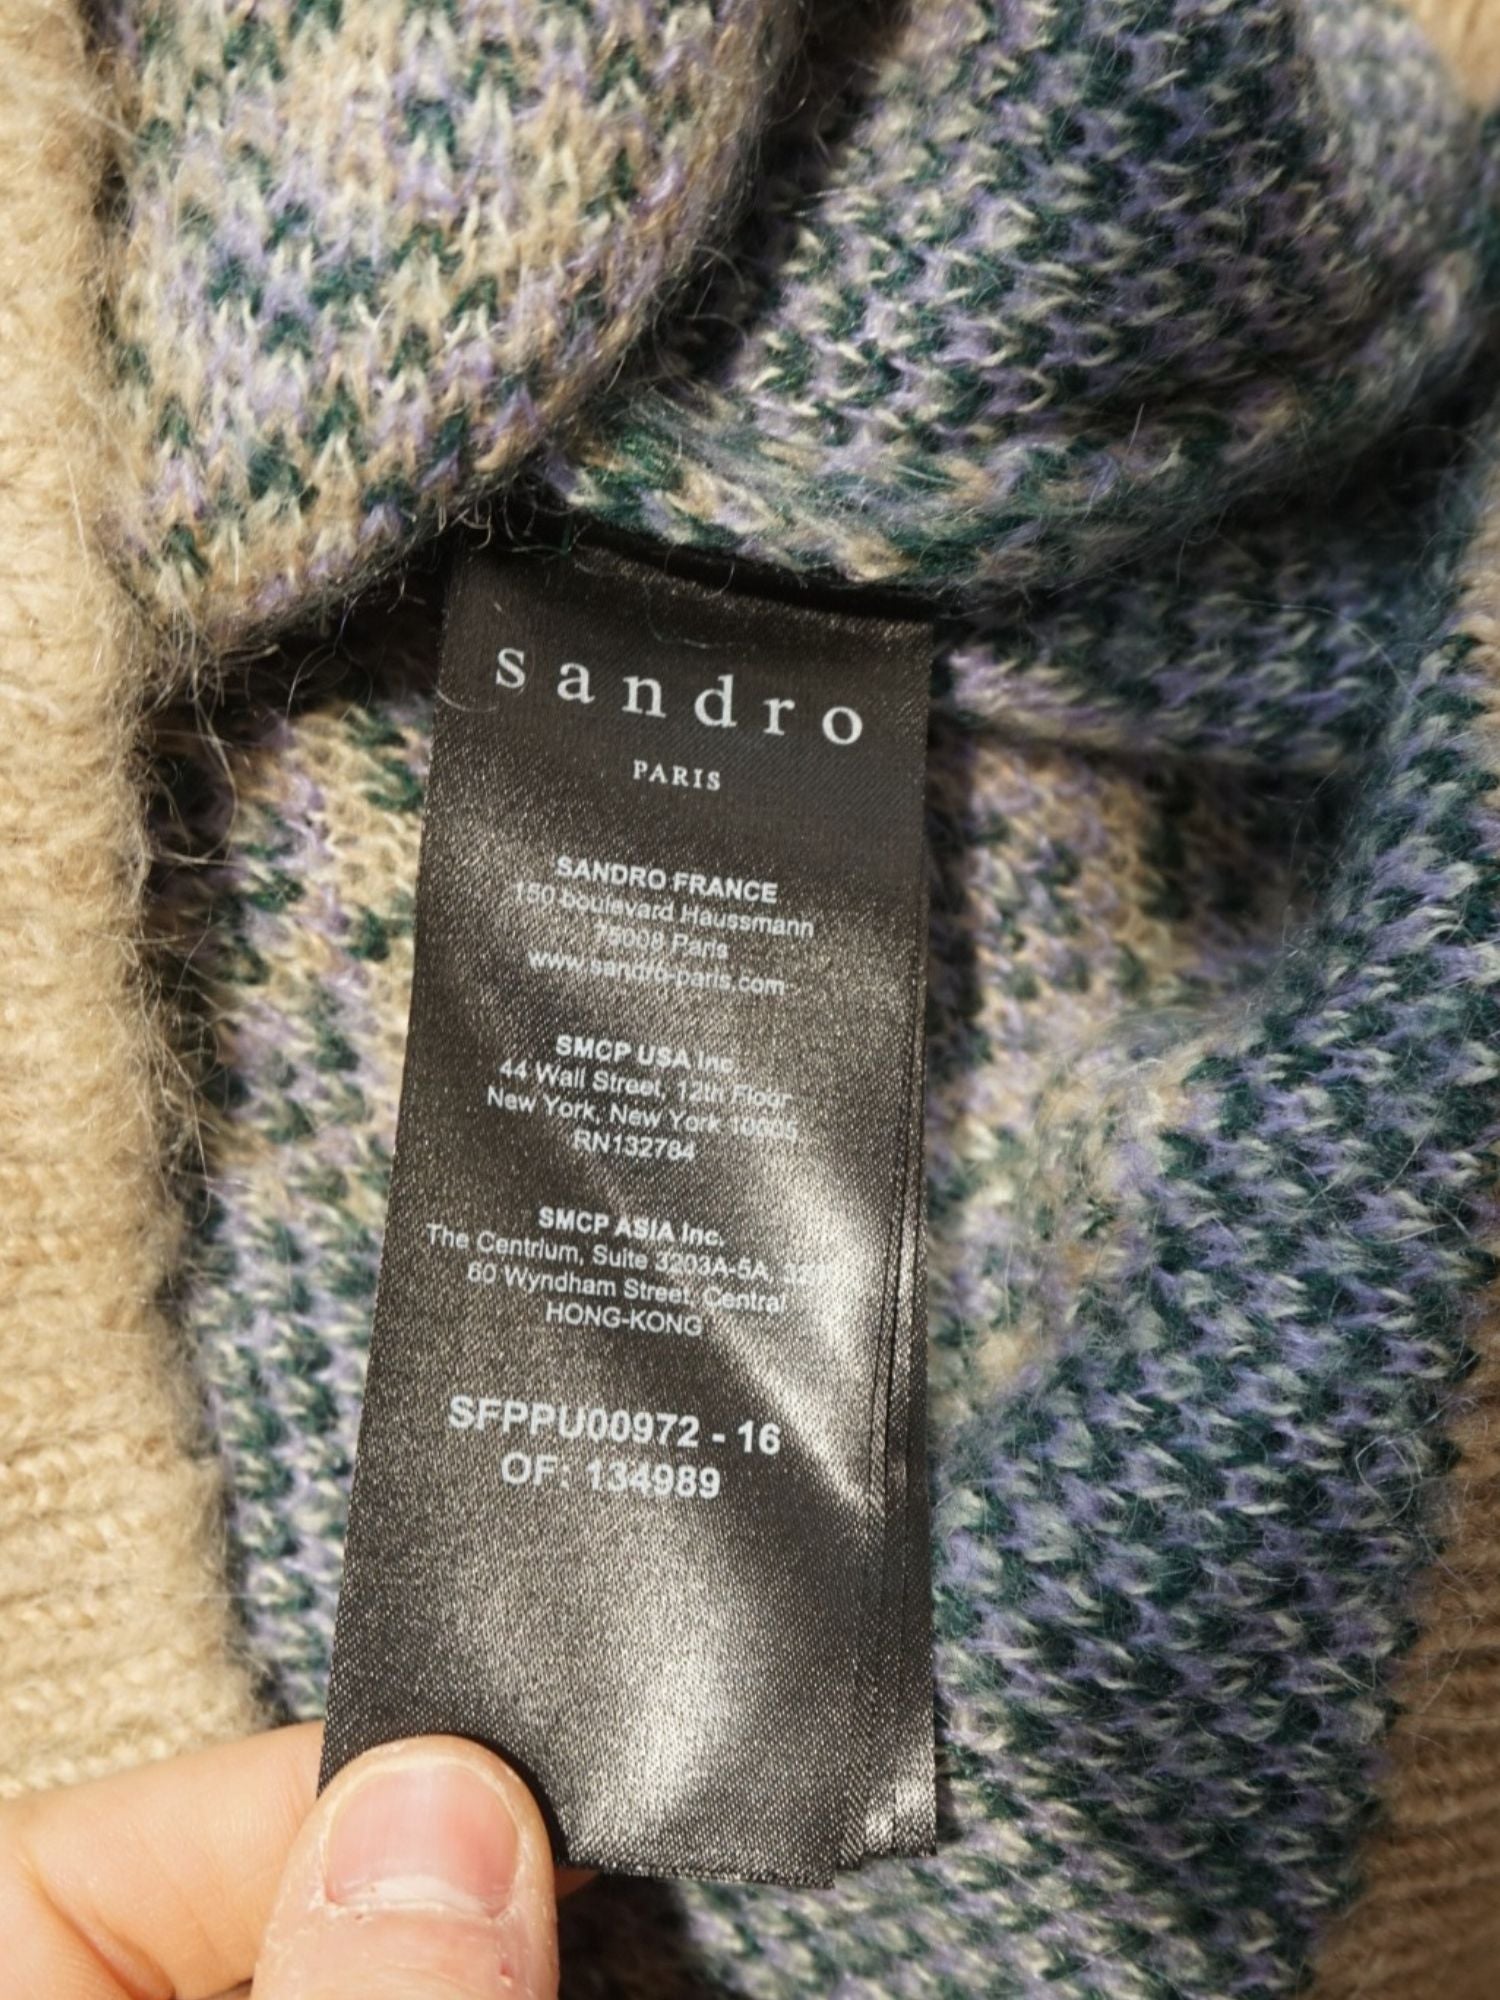 sandro
PARIS
SANDRO FRANCE
150 boulevard Haussmann
75008 Paris
www.sandro-paris.com
SMCP USA Inc.
44 Wall Street, 12th Floor
New York, New York 10005
RN132784
SMCP ASIA Inc.
The Centrium, Suite 3203A-5A,
60 Wyndham Street, Central
HONG-KONG
SFPPU00972 - 16
OF: 134989